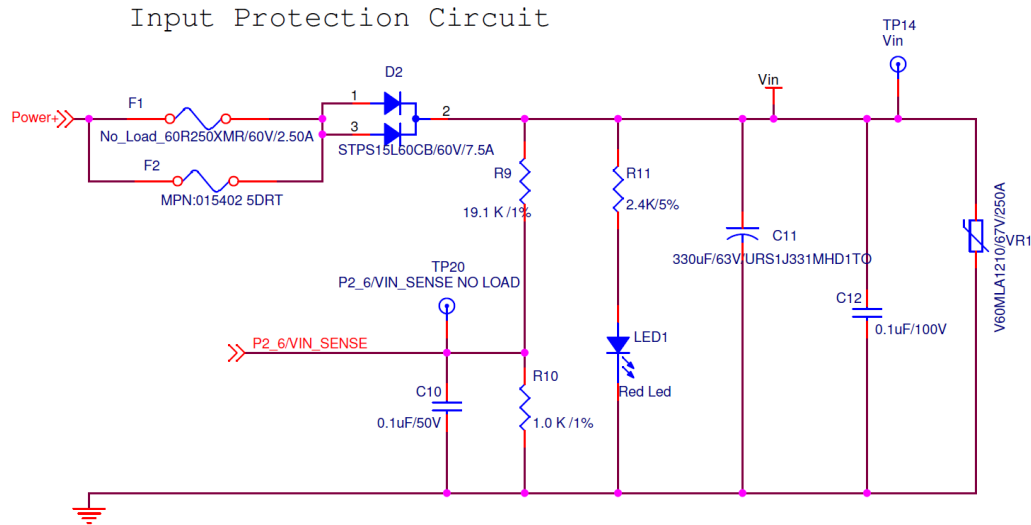 Input Protection Circuit
TP14
Vin
D2
Vin
F1
1
2
Power+
No_Load_60R250XMR/60V/2.50A
3
STPS15L60CB/60V/7.5A
F2
MPN:015402 5DRT
R9
19.1 K /1%
R11
2.4K/5%
C11
330uF/63V/URS1J331MHD1TO
VR1
V60MLA1210/67V/250A
TP20
P2_6/VIN_SENSE NO LOAD
C12
0.1uF/100V
P2_6/VIN_SENSE
LED1
Red Led
C10
0.1uF/50V
R10
1.0 K /1%